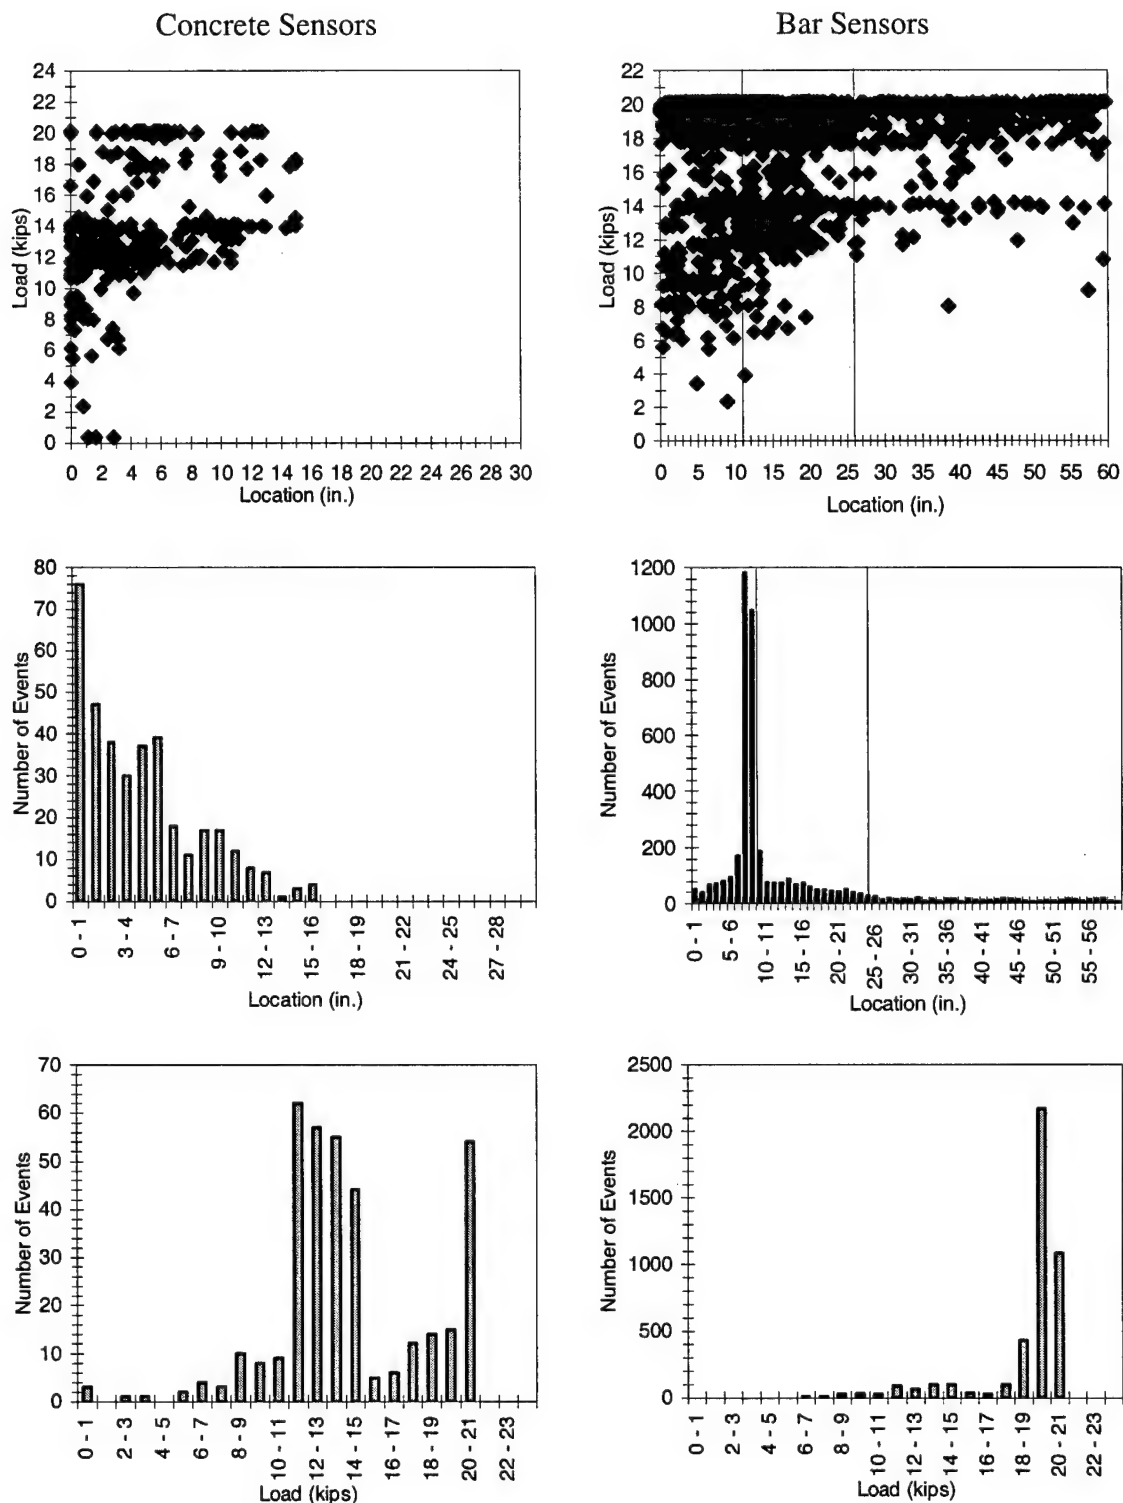 Concrete Sensors
Bar Sensors
24
22
20
18
16
14
12
10
8
6
4
2
0
Load (kips)
0 2 4 6 8 10 12 14 16 18 20 22 24 26 28 30
Location (in.)
22
20
18
16
14
12
10
8
6
4
2
0
Load (kips)
0 5 10 15 20 25 30 35 40 45 50 55 60
Location (in.)
80
70
60
50
40
30
20
10
0
Number of Events
0 - 1 3 - 4 6 - 7 9 - 10 12 - 13 15 - 16 18 - 19 21 - 22 24 - 25 27 - 28
Location (in.)
1200
1000
800
600
400
200
0
Number of Events
0 - 1 5 - 6 10 - 11 15 - 16 20 - 21 25 - 26 30 - 31 35 - 36 40 - 41 45 - 46 50 - 51 55 - 56
Location (in.)
70
60
50
40
30
20
10
0
Number of Events
0 - 1 2 - 3 4 - 5 6 - 7 8 - 9 10 - 11 12 - 13 14 - 15 16 - 17 18 - 19 20 - 21 22 - 23
Load (kips)
2500
2000
1500
1000
500
0
Number of Events
0 - 1 2 - 3 4 - 5 6 - 7 8 - 9 10 - 11 12 - 13 14 - 15 16 - 17 18 - 19 20 - 21 22 - 23
Load (kips)